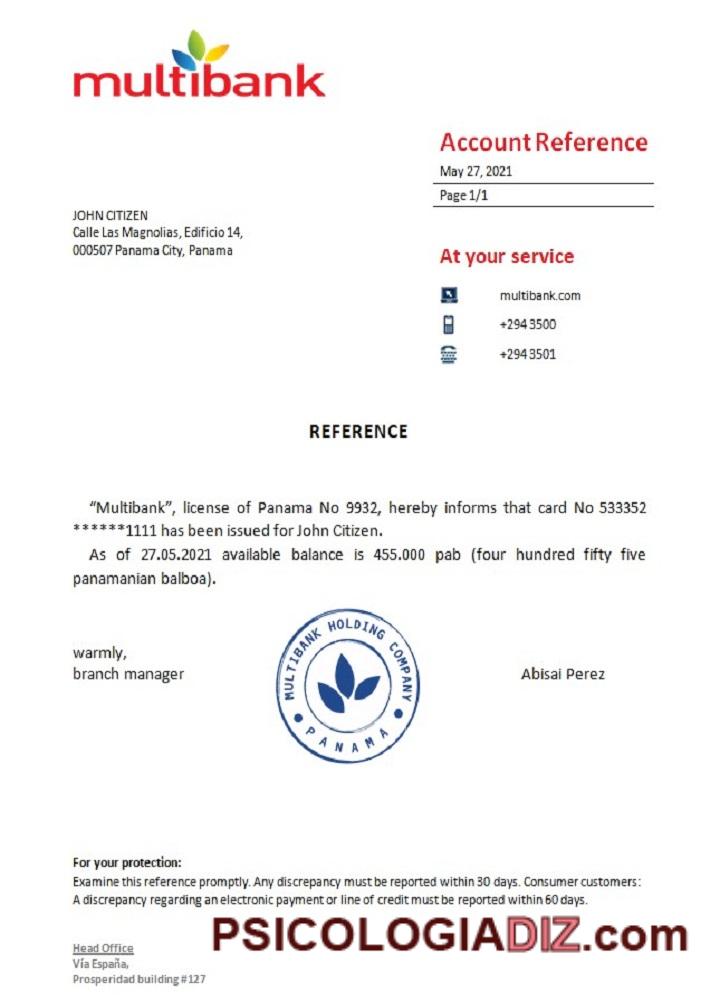 multibank
Account Reference
May 27, 2021
Page 1/1
JOHN CITIZEN
Calle Las Magnolias, Edificio 14,
000507 Panama City, Panama
At your service
multibank.com
+294 3500
+294 3501
REFERENCE
“Multibank”, license of Panama No 9932, hereby informs that card No 533352
******1111 has been issued for John Citizen.
As of 27.05.2021 available balance is 455.000 pab (four hundred fifty five
panamanian balboa).
warmly,
branch manager
MULTIBANK HOLDING COMPANY
PANAMA
Abisai Perez
For your protection:
Examine this reference promptly. Any discrepancy must be reported within 30 days. Consumer customers:
A discrepancy regarding an electronic payment or line of credit must be reported within 60 days.
PSICOLOGIADIZ.com
Head Office
Vía España,
Prosperidad building #127